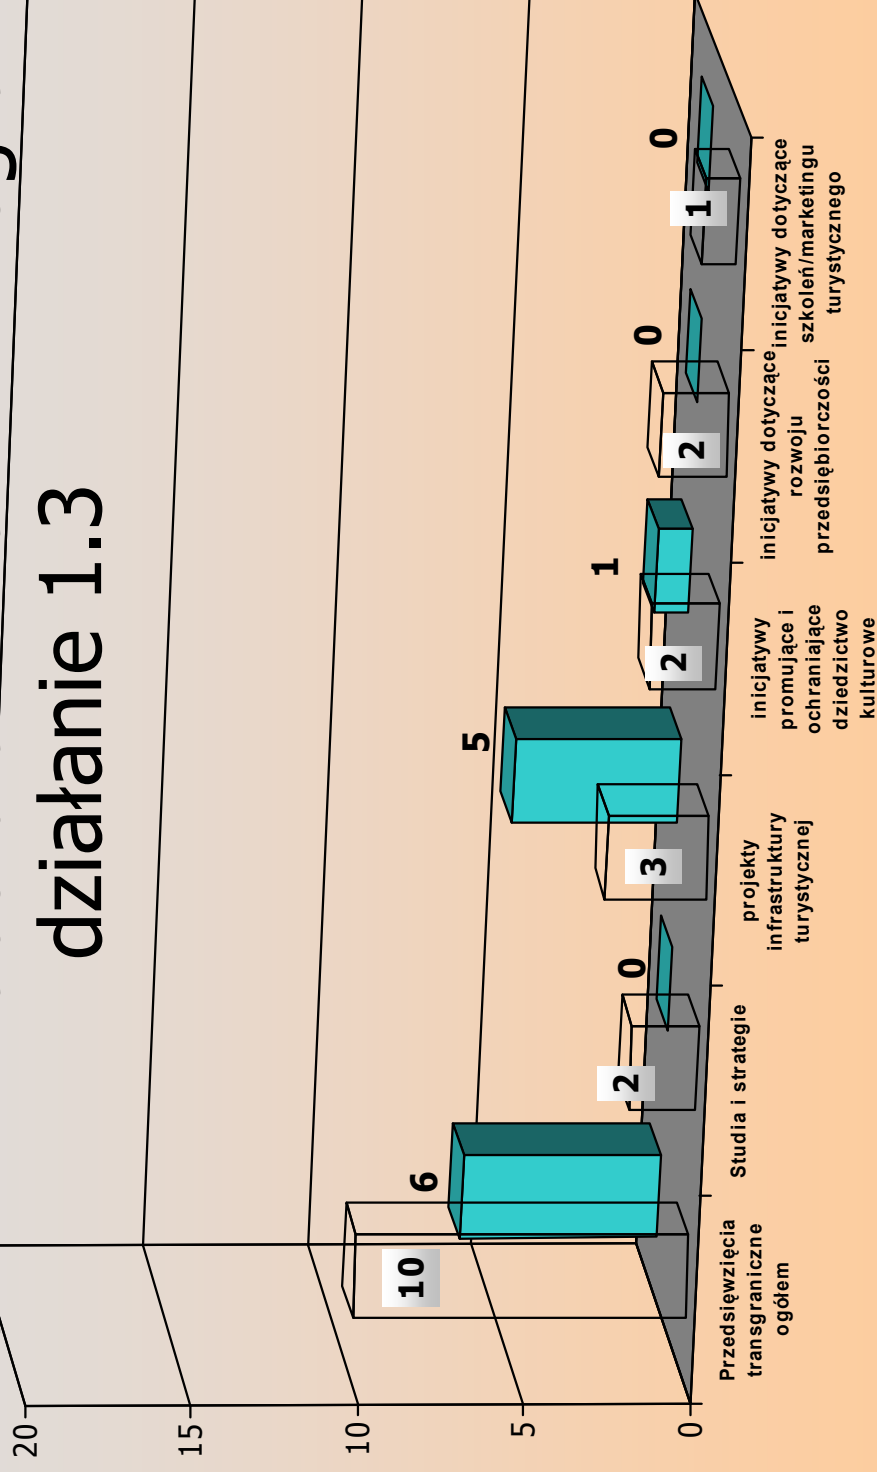 działanie 1.3
20
15
10
5
0
10
6
2
0
3
5
2
1
2
0
1
0
Przedsięwzięcia
transgraniczne
ogółem
Studia i strategie
projekty
infrastruktury
turystycznej
inicjatywy
promujące i
ochraniające
dziedzictwo
kulturowe
inicjatywy dotyczące
rozwoju
przedsiębiorczości
inicjatywy dotyczące
szkoleń/marketingu
turystycznego